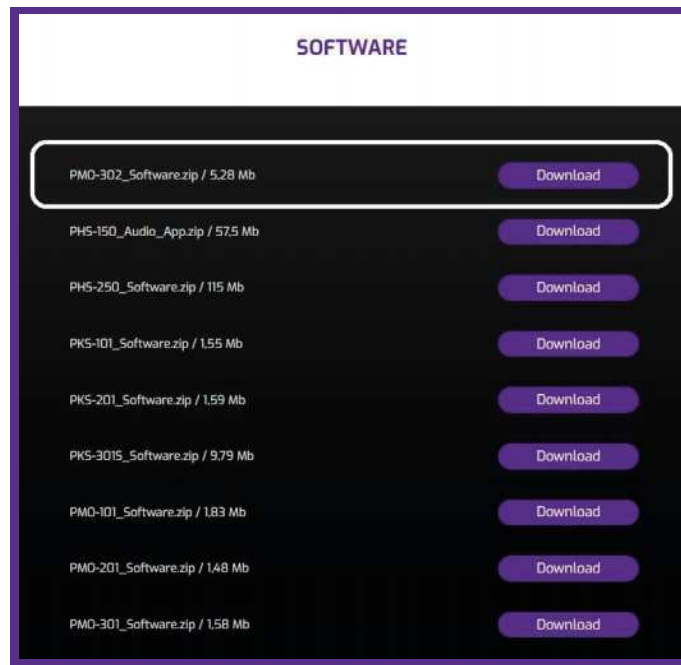 SOFTWARE
PMO-302_Software.zip / 5,28 Mb Download
PHS-150_Audio_App.zip / 57,5 Mb Download
PHS-250_Software.zip / 115 Mb Download
PKS-101_Software.zip / 1,55 Mb Download
PKS-201_Software.zip / 1,59 Mb Download
PKS-301S_Software.zip / 9,79 Mb Download
PMO-101_Software.zip / 1,83 Mb Download
PMO-201_Software.zip / 1,48 Mb Download
PMO-301_Software.zip / 1,58 Mb Download